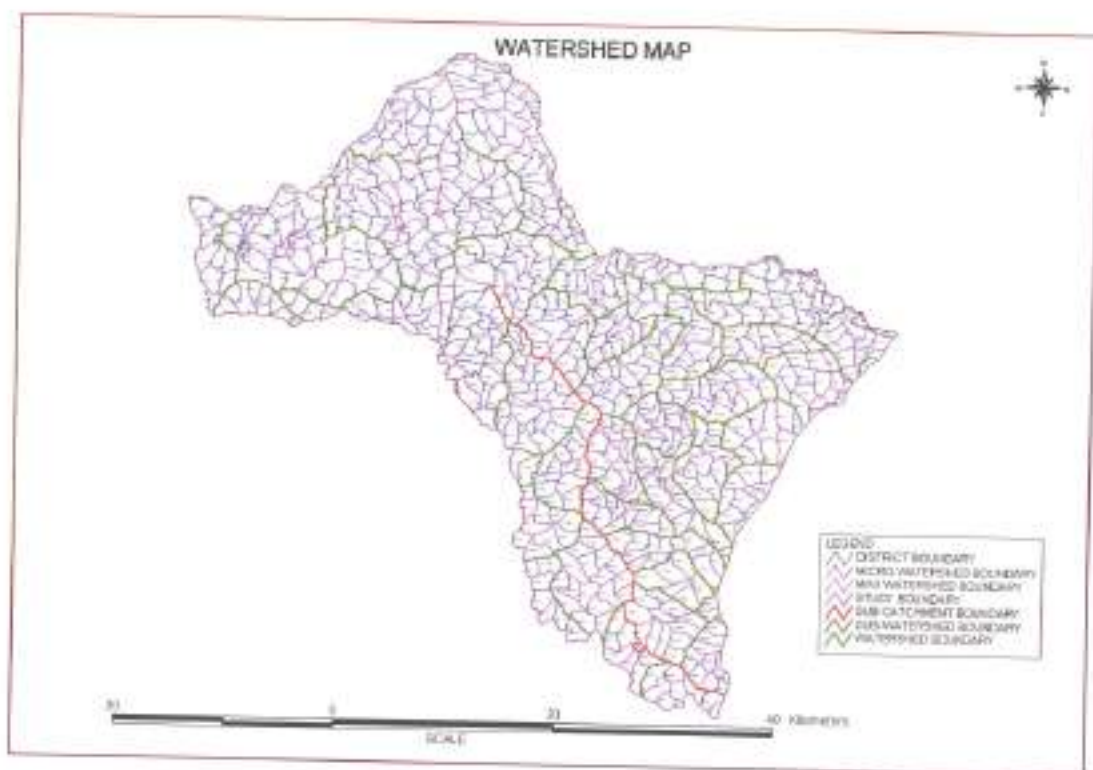 WATERSHED MAP
LEGEND
DISTRICT BOUNDARY
MICRO WATERSHED BOUNDARY
MINI WATERSHED BOUNDARY
STUDY BOUNDARY
SUB CATCHMENT BOUNDARY
SUB WATERSHED BOUNDARY
WATERSHED BOUNDARY
20 0 20 40 Kilometers
SCALE